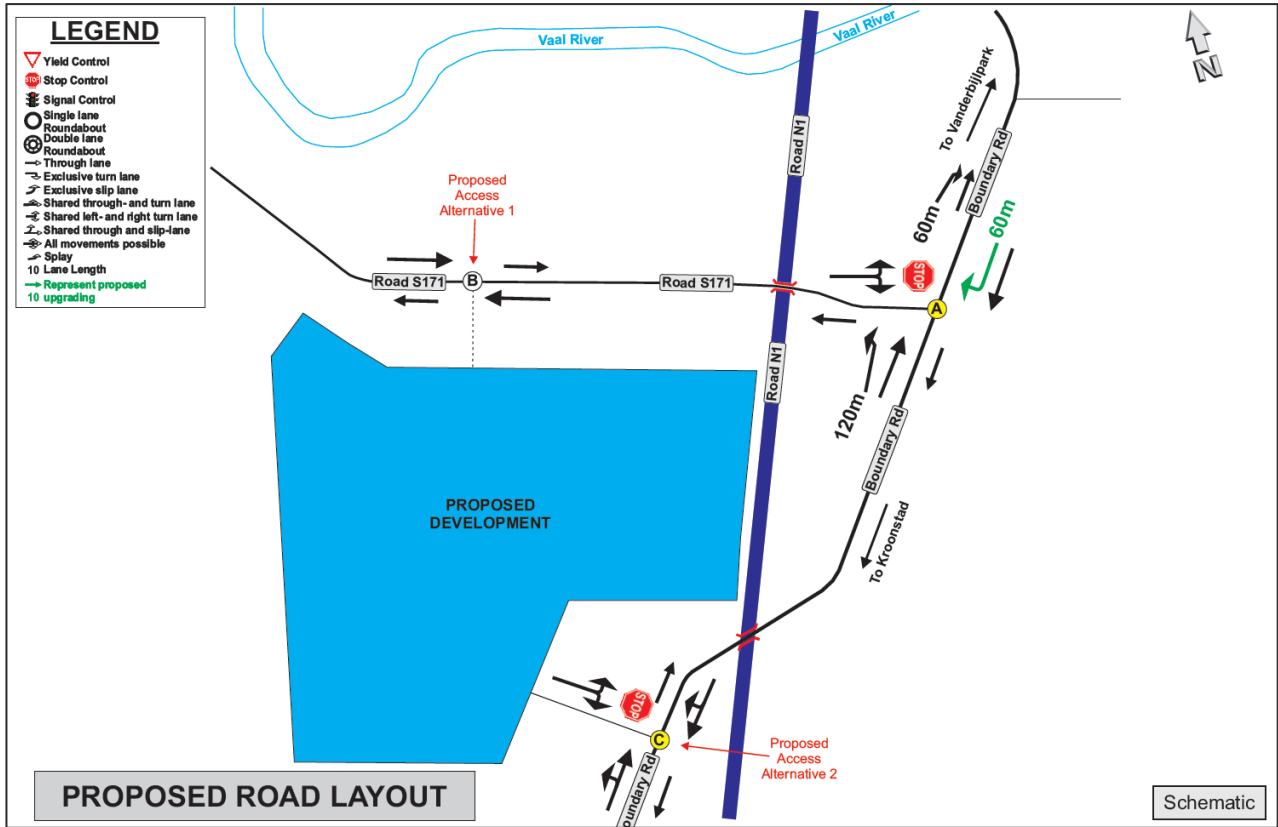 LEGEND
Yield Control
STOP
Stop Control
Signal Control
Single lane
Roundabout
Double lane
Roundabout
Through lane
Exclusive turn lane
Exclusive slip lane
Shared through- and turn lane
Shared left- and right turn lane
Shared through and slip-lane
All movements possible
Splay
10 Lane Length
Represent proposed
10 upgrading
Vaal River
Vaal River
N
To Vanderbijlpark
Road N1
Boundary Rd
Proposed
Access
Alternative 1
60m
60m
Road S171
B
Road S171
STOP
A
Road N1
120m
Boundary Rd
PROPOSED
DEVELOPMENT
To Kroonstad
STOP
C
Proposed
Access
Alternative 2
oundary Rd
PROPOSED ROAD LAYOUT
Schematic